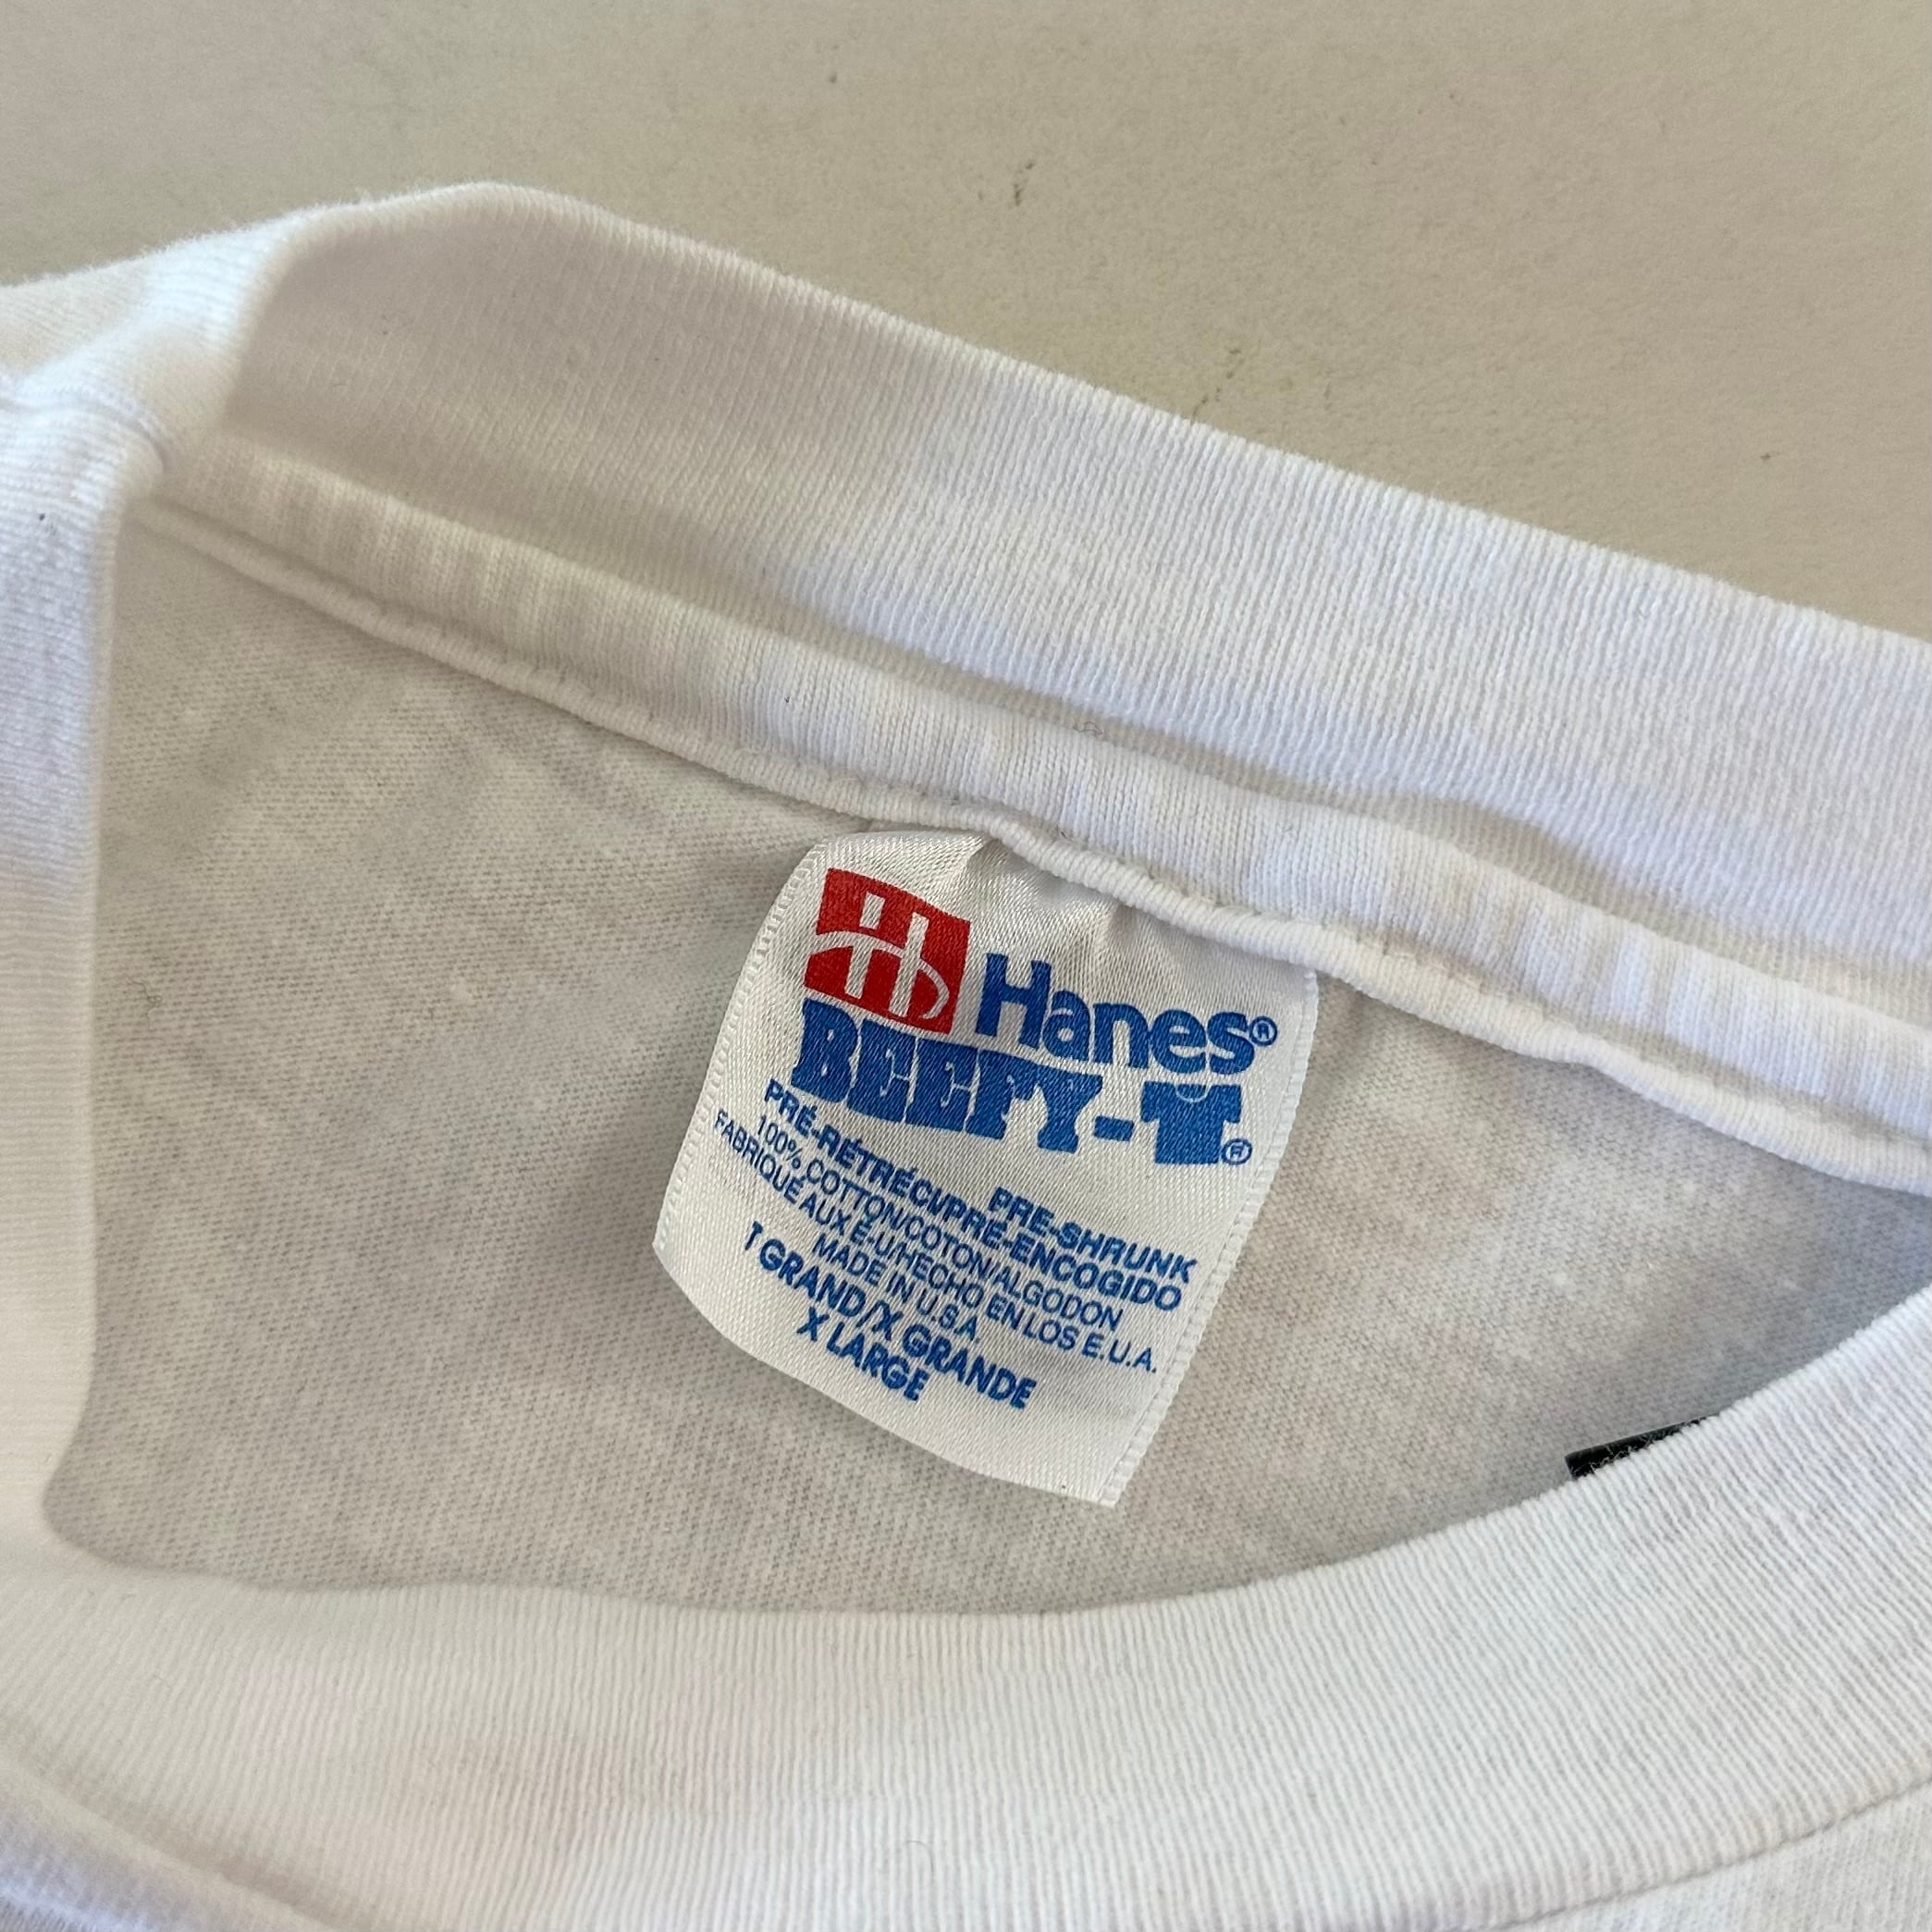 Hanes®
BEEFY-T®
PRE-SHRUNK
PRÉ-RÉTRÉCI/PRÉ-ENCOGIDO
100% COTTON/COTON/ALGODON
FABRIQUÉ AUX É-U/HECHO EN LOS E.U.A.
MADE IN U.S.A.
T GRAND/X GRANDE
X LARGE